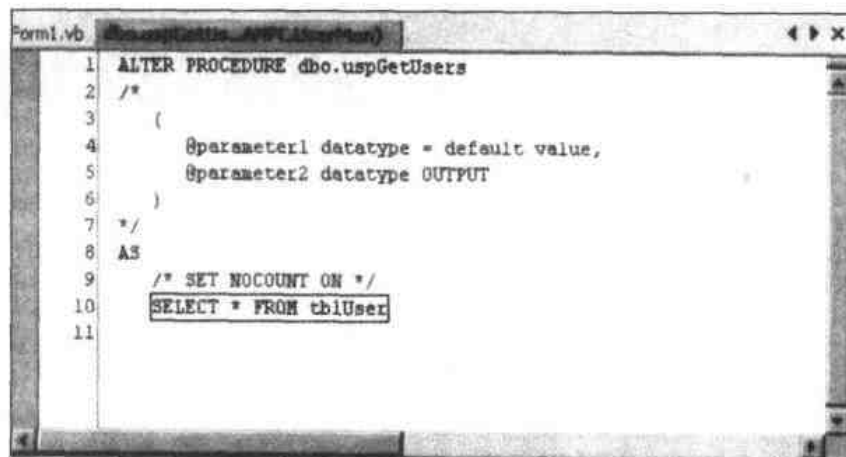 Form1.vb
1 ALTER PROCEDURE dbo.uspGetUsers
2 /*
3 (
4 @parameter1 datatype = default value,
5 @parameter2 datatype OUTPUT
6 )
7 */
8 AS
9 /* SET NOCOUNT ON */
10 SELECT * FROM tblUser
11